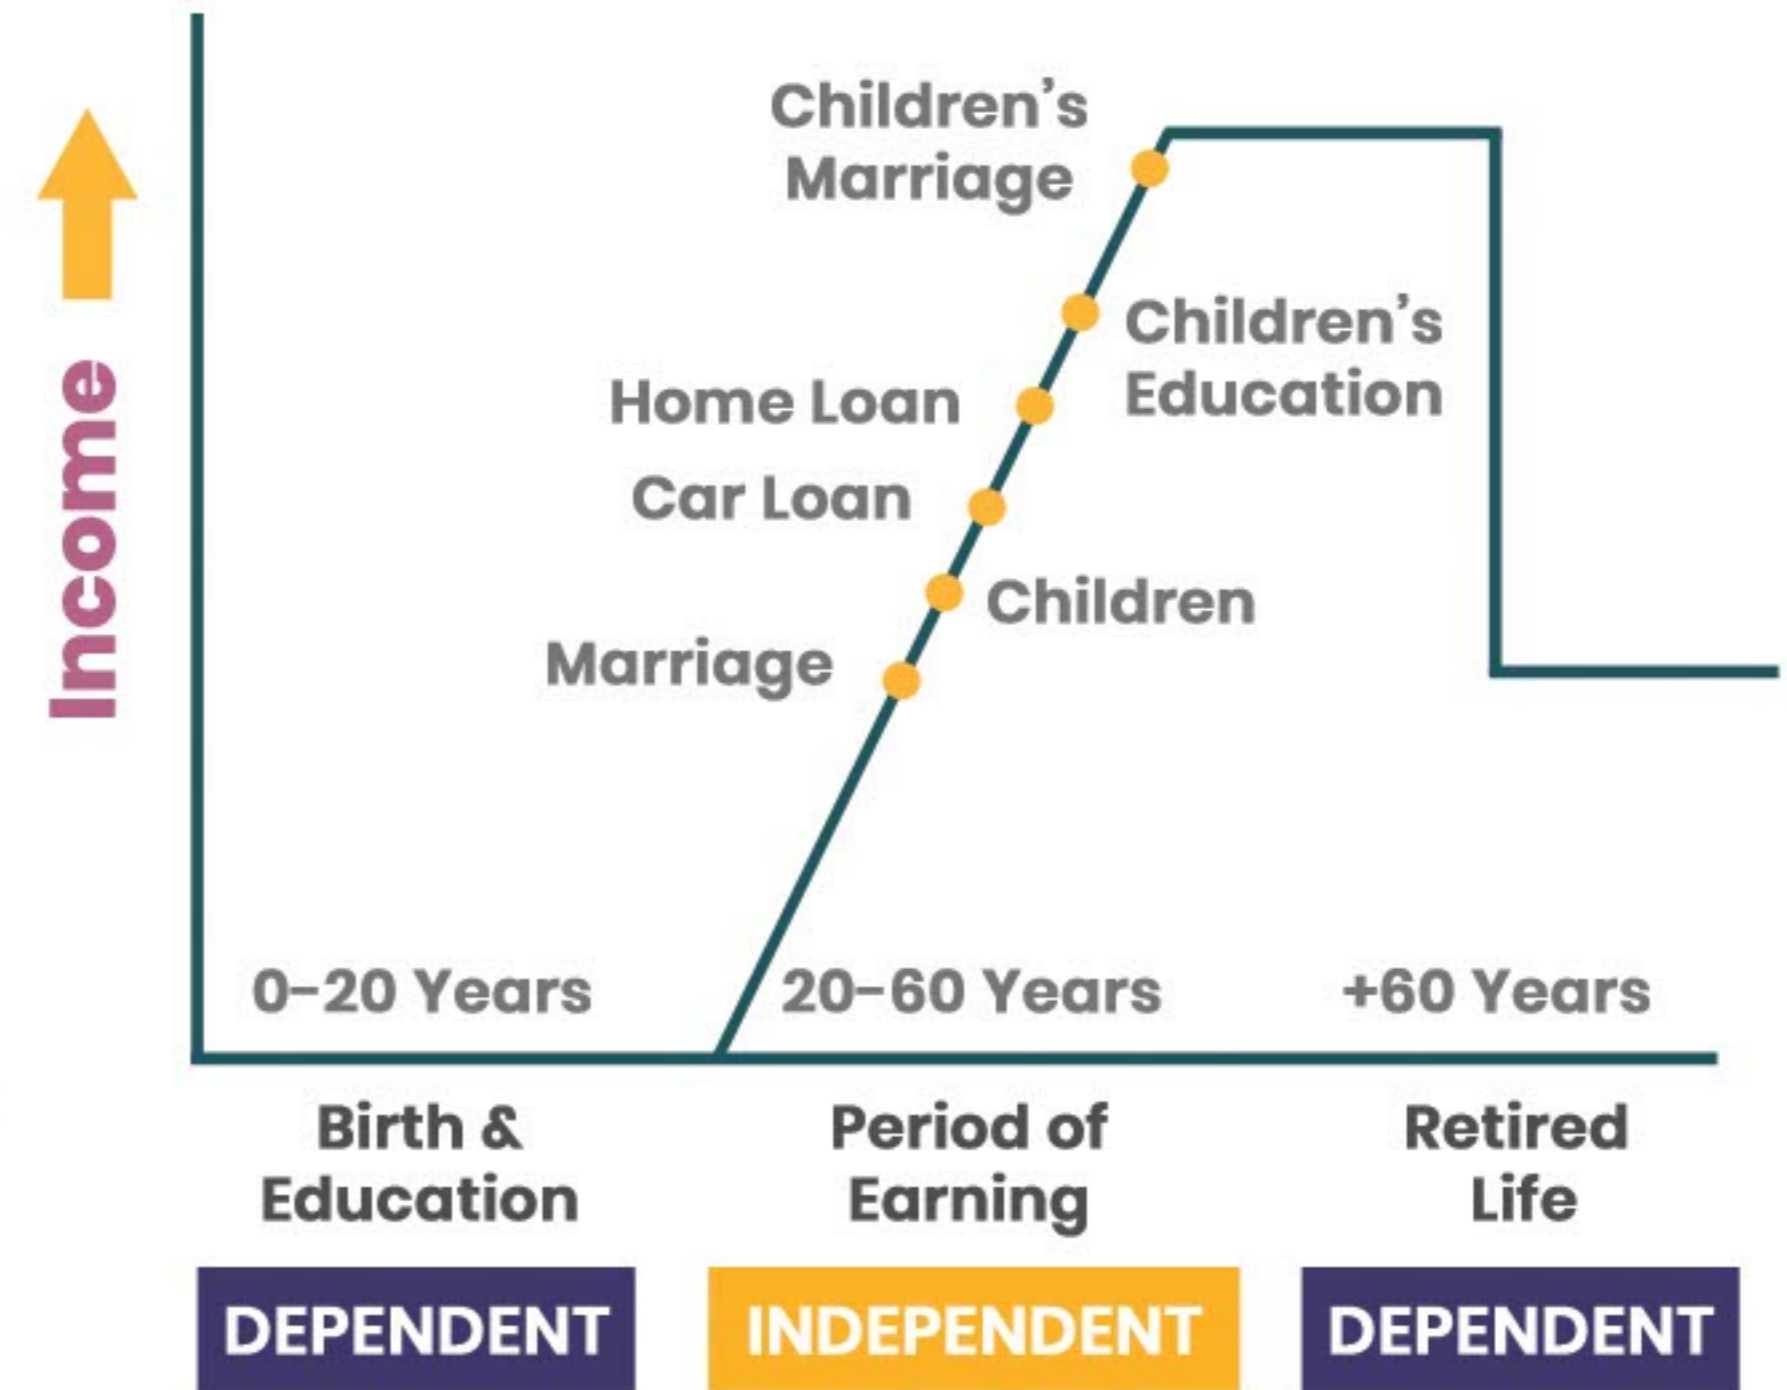 Income
Children's
Marriage
Children's
Education
Home Loan
Car Loan
Children
Marriage
0-20 Years
20-60 Years
+60 Years
Birth &
Education
Period of
Earning
Retired
Life
DEPENDENT
INDEPENDENT
DEPENDENT